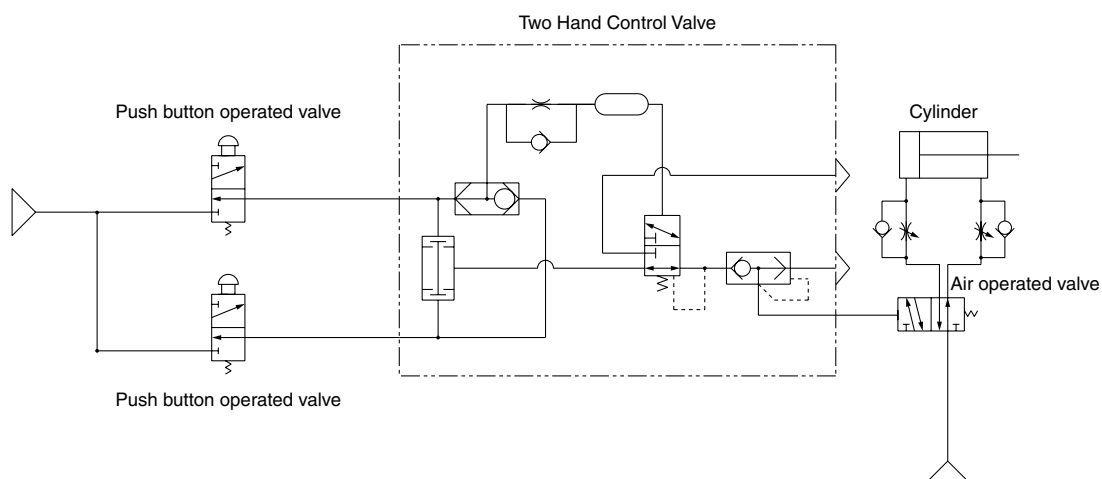 Two Hand Control Valve
Push button operated valve
Cylinder
Air operated valve
Push button operated valve